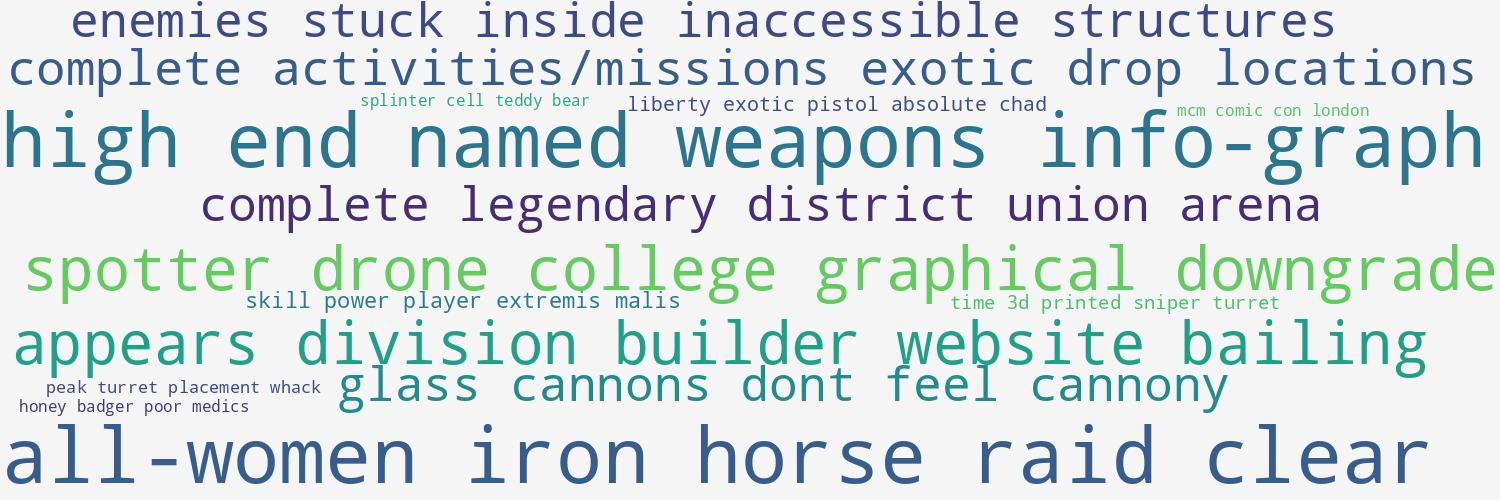 enemies stuck inside inaccessible structures
complete activities/missions exotic drop locations
splinter cell teddy bear
liberty exotic pistol absolute chad
mcm comic con london
high end named weapons info-graph
complete legendary district union arena
spotter drone college graphical downgrade
skill power player extremis malis
time 3d printed sniper turret
appears division builder website bailing
peak turret placement whack
glass cannons dont feel cannony
honey badger poor medics
all-women iron horse raid clear